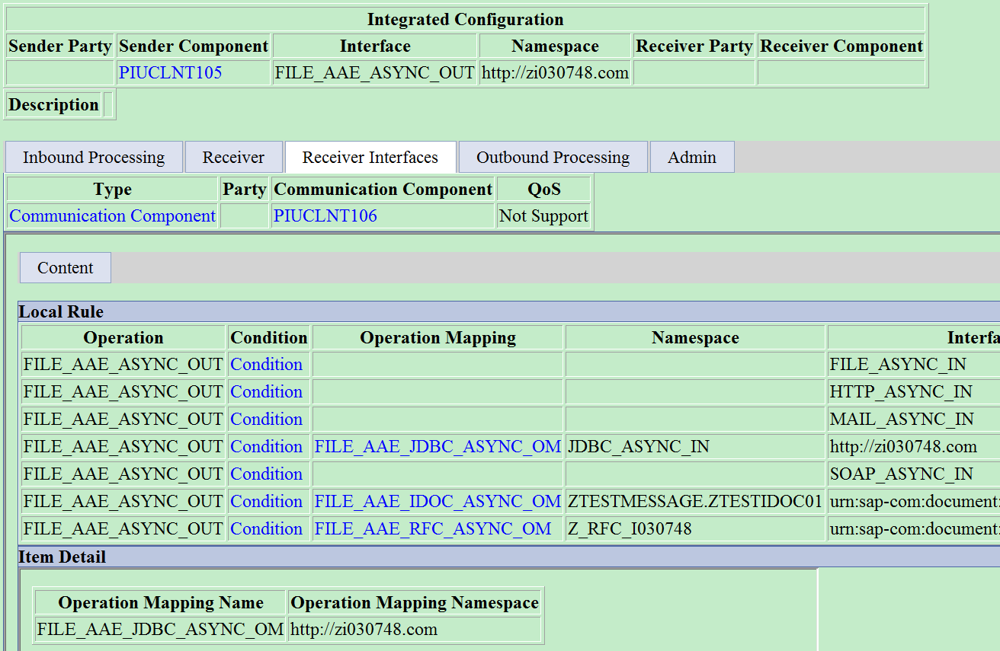 Integrated Configuration
Sender Party Sender Component Interface Namespace Receiver Party Receiver Component
PIUCLNT105 FILE_AAE_ASYNC_OUT http://zi030748.com
Description
Inbound Processing Receiver Receiver Interfaces Outbound Processing Admin
Type Party Communication Component QoS
Communication Component PIUCLNT106 Not Support
Content
Local Rule
Operation Condition Operation Mapping Namespace Interfa
FILE_AAE_ASYNC_OUT Condition FILE_ASYNC_IN
FILE_AAE_ASYNC_OUT Condition HTTP_ASYNC_IN
FILE_AAE_ASYNC_OUT Condition MAIL_ASYNC_IN
FILE_AAE_ASYNC_OUT Condition FILE_AAE_JDBC_ASYNC_OM JDBC_ASYNC_IN http://zi030748.com
FILE_AAE_ASYNC_OUT Condition SOAP_ASYNC_IN
FILE_AAE_ASYNC_OUT Condition FILE_AAE_IDOC_ASYNC_OM ZTESTMESSAGE.ZTESTIDOC01 urn:sap-com:document:
FILE_AAE_ASYNC_OUT Condition FILE_AAE_RFC_ASYNC_OM Z_RFC_I030748 urn:sap-com:document:
Item Detail
Operation Mapping Name Operation Mapping Namespace
FILE_AAE_JDBC_ASYNC_OM http://zi030748.com